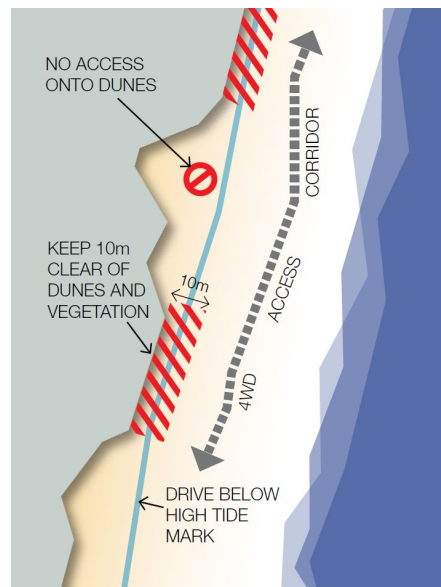 NO ACCESS
ONTO DUNES
CORRIDOR
KEEP 10m
CLEAR OF
DUNES AND
VEGETATION
10m
ACCESS
4WD
DRIVE BELOW
HIGH TIDE
MARK